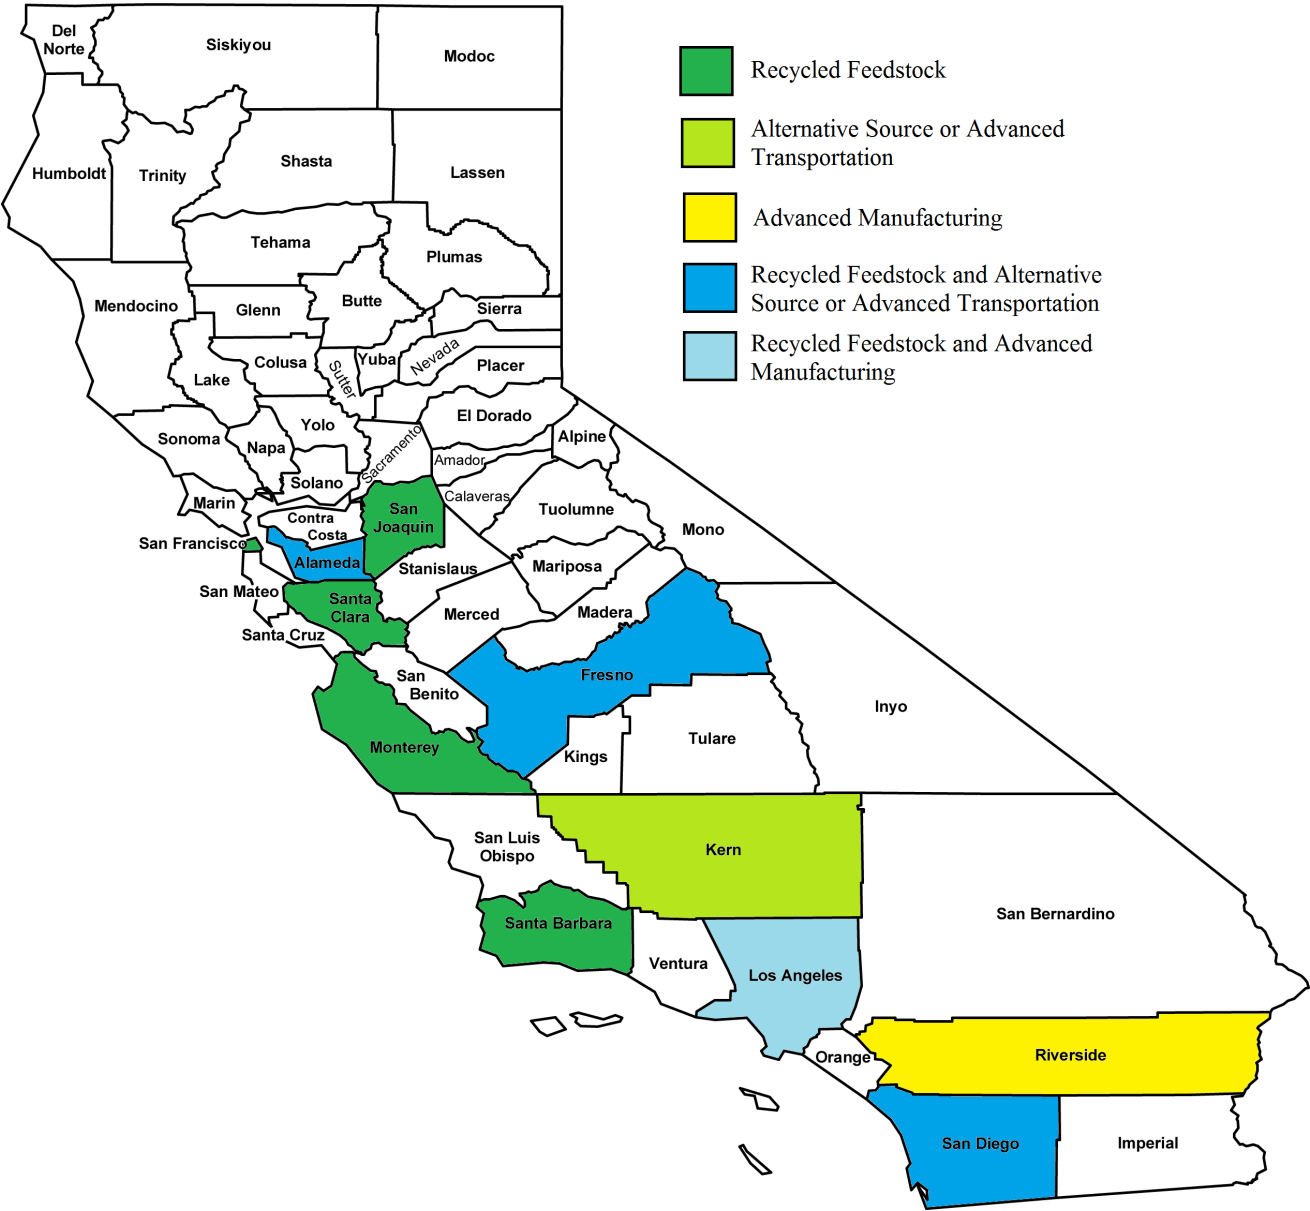 Del
Norte
Siskiyou
Modoc
Humboldt
Trinity
Shasta
Lassen
Tehama
Plumas
Mendocino
Glenn
Butte
Sierra
Lake
Colusa
Sutter
Yuba
Nevada
Placer
Sonoma
Napa
Yolo
Solano
Sacramento
El Dorado
Alpine
Amador
Calaveras
Tuolumne
Mono
Marin
Contra
Costa
San
Joaquin
San Francisco
Alameda
Stanislaus
Mariposa
San Mateo
Santa
Clara
Merced
Madera
Santa Cruz
San
Benito
Fresno
Inyo
Monterey
Kings
Tulare
San Luis
Obispo
Kern
San Bernardino
Santa Barbara
Ventura
Los Angeles
Orange
Riverside
San Diego
Imperial
Recycled Feedstock
Alternative Source or Advanced
Transportation
Advanced Manufacturing
Recycled Feedstock and Alternative
Source or Advanced Transportation
Recycled Feedstock and Advanced
Manufacturing